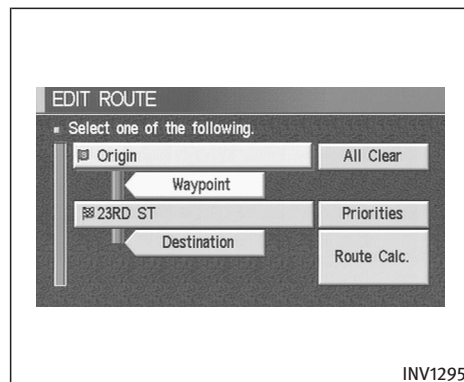 EDIT ROUTE
Select one of the following.
Origin
All Clear
Waypoint
23RD ST
Priorities
Destination
Route Calc.
INV1295